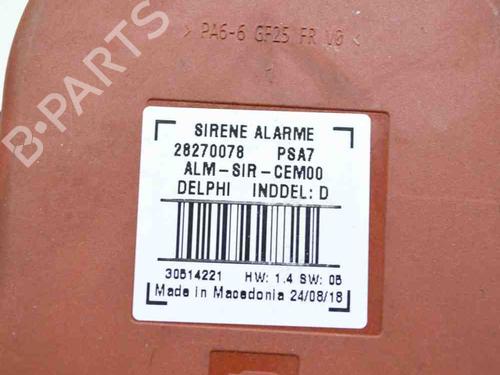 > PA6-6 GF25 FR V0 <
SIRENE ALARME
28270078 PSA7
ALM-SIR-CEM00
DELPHI INDDEL: D
30514221 HW: 1.4 SW: 05
Made in Macedonia 24/08/18
B PARTS